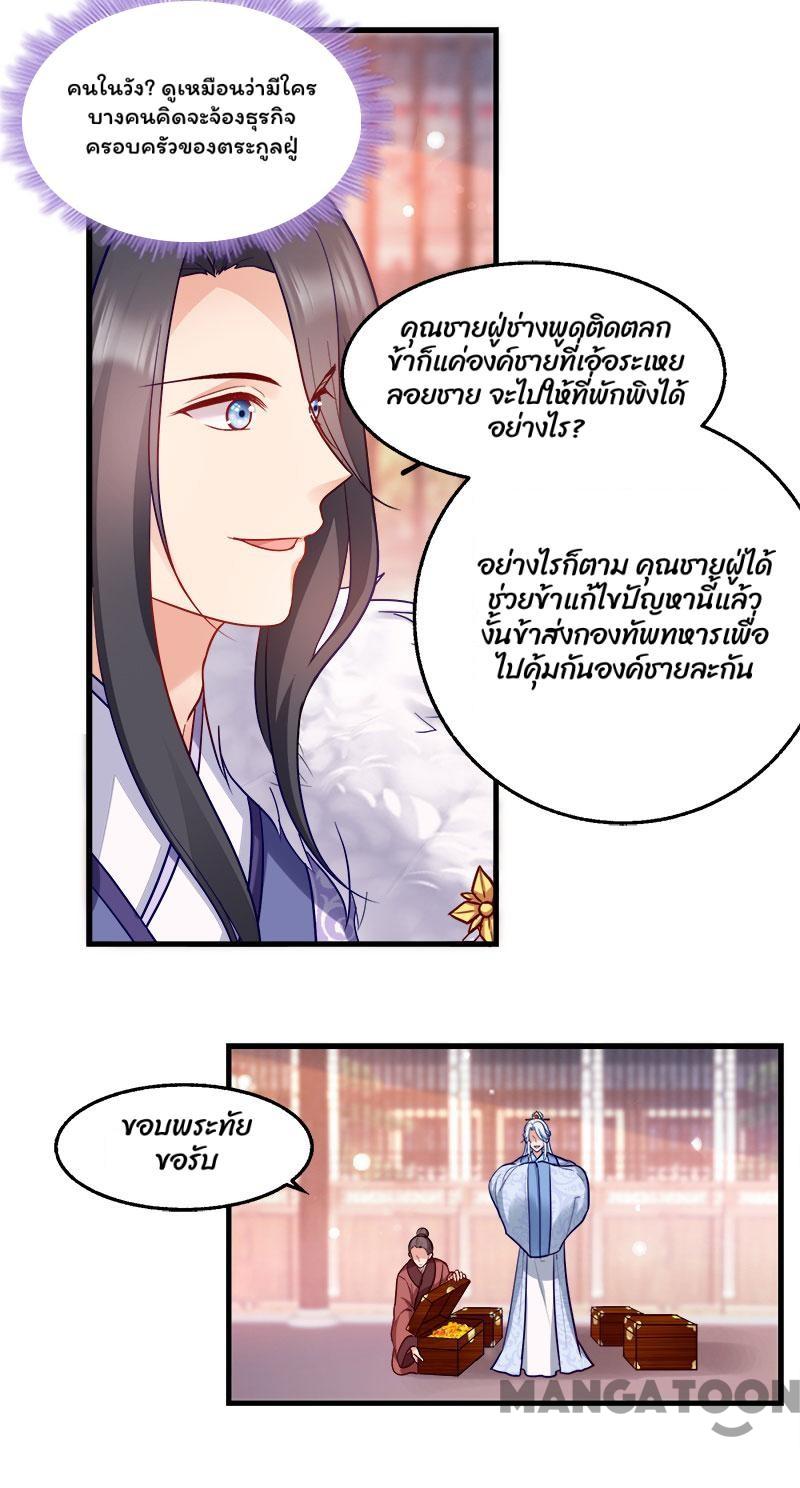 คนในวัง? ดูเหมือนว่ามีใคร
บางคนคิดจะจ้องธุรกิจ
ครอบครัวของตระกูลฝู่
คุณชายฝู่ช่างพูดติดตลก
ข้าก็แค่องค์ชายที่เอ้อระเหย
ลอยชาย จะไปให้ที่พักพิงได้
อย่างไร?
อย่างไรก็ตาม คุณชายฝู่ได้
ช่วยข้าแก้ไขปัญหานี้แล้ว
งั้นข้าส่งกองทัพทหารเพื่อ
ไปคุ้มกันองค์ชายละกัน
ขอบพระทัย
ขอรับ
MANGATOON